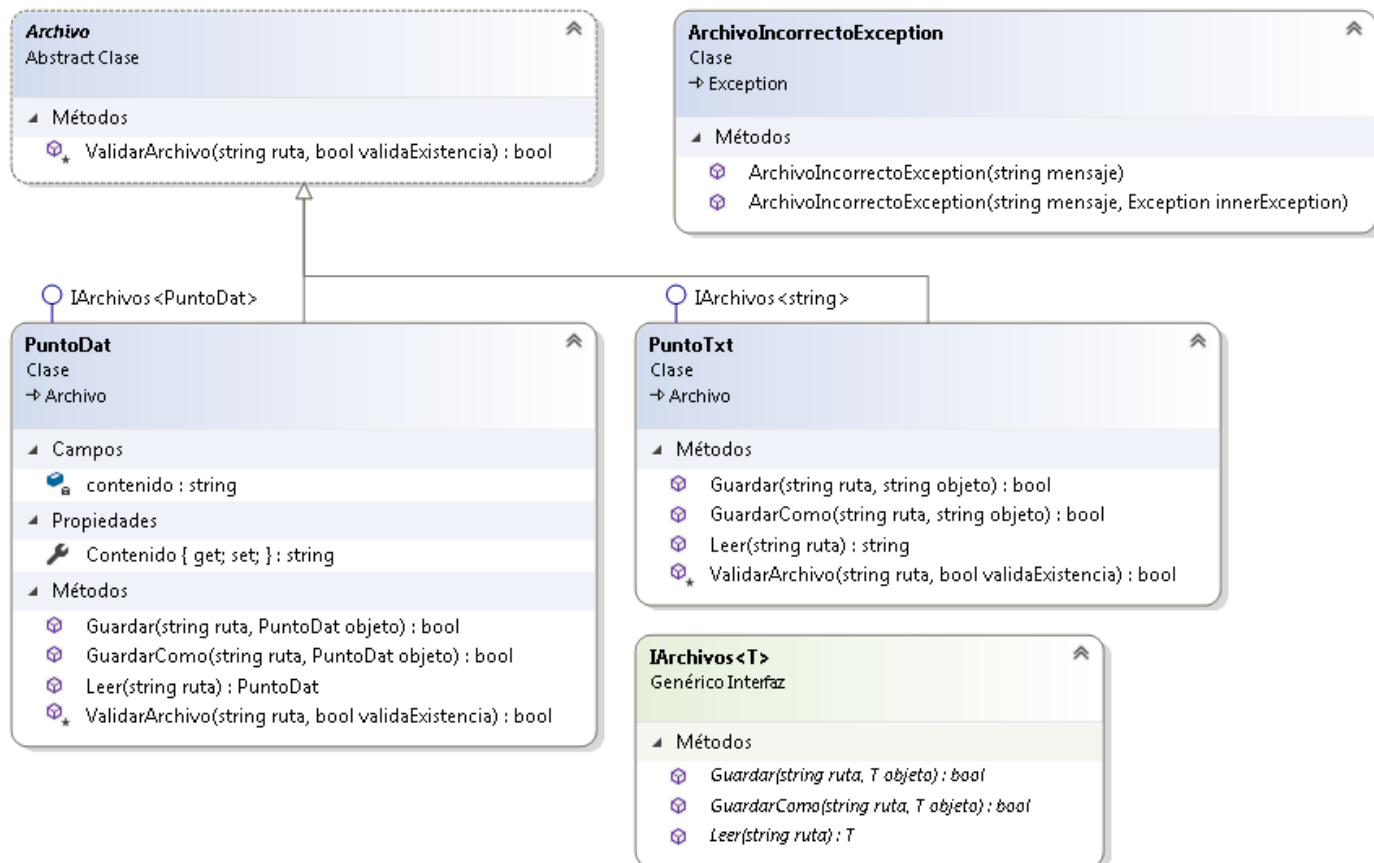 Archivo
Abstract Clase
Métodos
ValidarArchivo(string ruta, bool validaExistencia) : bool
ArchivoIncorrectoException
Clase
Exception
Métodos
ArchivoIncorrectoException(string mensaje)
ArchivoIncorrectoException(string mensaje, Exception innerException)
IArchivos<PuntoDat>
PuntoDat
Clase
Archivo
Campos
contenido : string
Propiedades
Contenido { get; set; } : string
Métodos
Guardar(string ruta, PuntoDat objeto) : bool
GuardarComo(string ruta, PuntoDat objeto) : bool
Leer(string ruta) : PuntoDat
ValidarArchivo(string ruta, bool validaExistencia) : bool
IArchivos<string>
PuntoTxt
Clase
Archivo
Métodos
Guardar(string ruta, string objeto) : bool
GuardarComo(string ruta, string objeto) : bool
Leer(string ruta) : string
ValidarArchivo(string ruta, bool validaExistencia) : bool
IArchivos<T>
Genérico Interfaz
Métodos
Guardar(string ruta, T objeto) : bool
GuardarComo(string ruta, T objeto) : bool
Leer(string ruta) : T